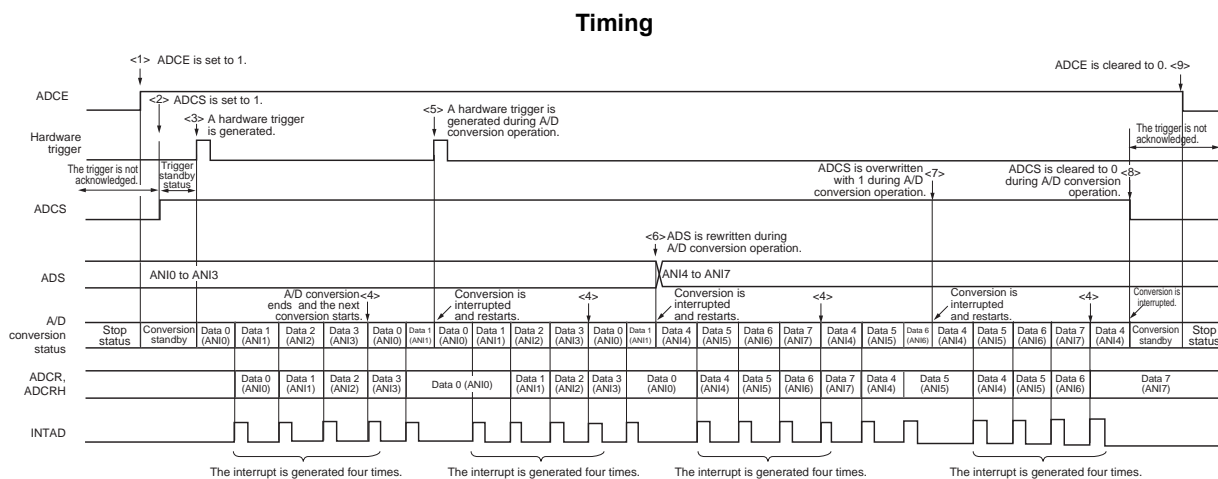 Timing
<1> ADCE is set to 1.
ADCE is cleared to 0. <9>
ADCE
<2> ADCS is set to 1.
<3> A hardware trigger
is generated.
<5> A hardware trigger is
generated during A/D
conversion operation.
Hardware
trigger
The trigger is not
acknowledged.
Trigger
standby
status
The trigger is not
acknowledged.
ADCS is overwritten
with 1 during A/D
conversion operation.
<7>
ADCS is cleared to 0
during A/D conversion
operation.
<8>
ADCS
<6> ADS is rewritten during
A/D conversion operation.
ADS
ANI0 to ANI3
ANI4 to ANI7
A/D conversion
ends and the next
conversion starts.
<4>
Conversion is
interrupted
and restarts.
<4>
Conversion is
interrupted
and restarts.
<4>
Conversion is
interrupted
and restarts.
<4>
Conversion is
interrupted.
A/D
conversion
status
Stop
status
Conversion
standby
Data 0
(ANI0)
Data 1
(ANI1)
Data 2
(ANI2)
Data 3
(ANI3)
Data 0
(ANI0)
Data 1
(ANI1)
Data 0
(ANI0)
Data 1
(ANI1)
Data 2
(ANI2)
Data 3
(ANI3)
Data 0
(ANI0)
Data 1
(ANI1)
Data 4
(ANI4)
Data 5
(ANI5)
Data 6
(ANI6)
Data 7
(ANI7)
Data 4
(ANI4)
Data 5
(ANI5)
Data 6
(ANI6)
Data 4
(ANI4)
Data 5
(ANI5)
Data 6
(ANI6)
Data 7
(ANI7)
Data 4
(ANI4)
Conversion
standby
Stop
status
ADCR,
ADCRH
Data 0
(ANI0)
Data 1
(ANI1)
Data 2
(ANI2)
Data 3
(ANI3)
Data 0 (ANI0)
Data 1
(ANI1)
Data 2
(ANI2)
Data 3
(ANI3)
Data 0
(ANI0)
Data 4
(ANI4)
Data 5
(ANI5)
Data 6
(ANI6)
Data 7
(ANI7)
Data 4
(ANI4)
Data 5
(ANI5)
Data 4
(ANI4)
Data 5
(ANI5)
Data 6
(ANI6)
Data 7
(ANI7)
INTAD
The interrupt is generated four times.
The interrupt is generated four times.
The interrupt is generated four times.
The interrupt is generated four times.